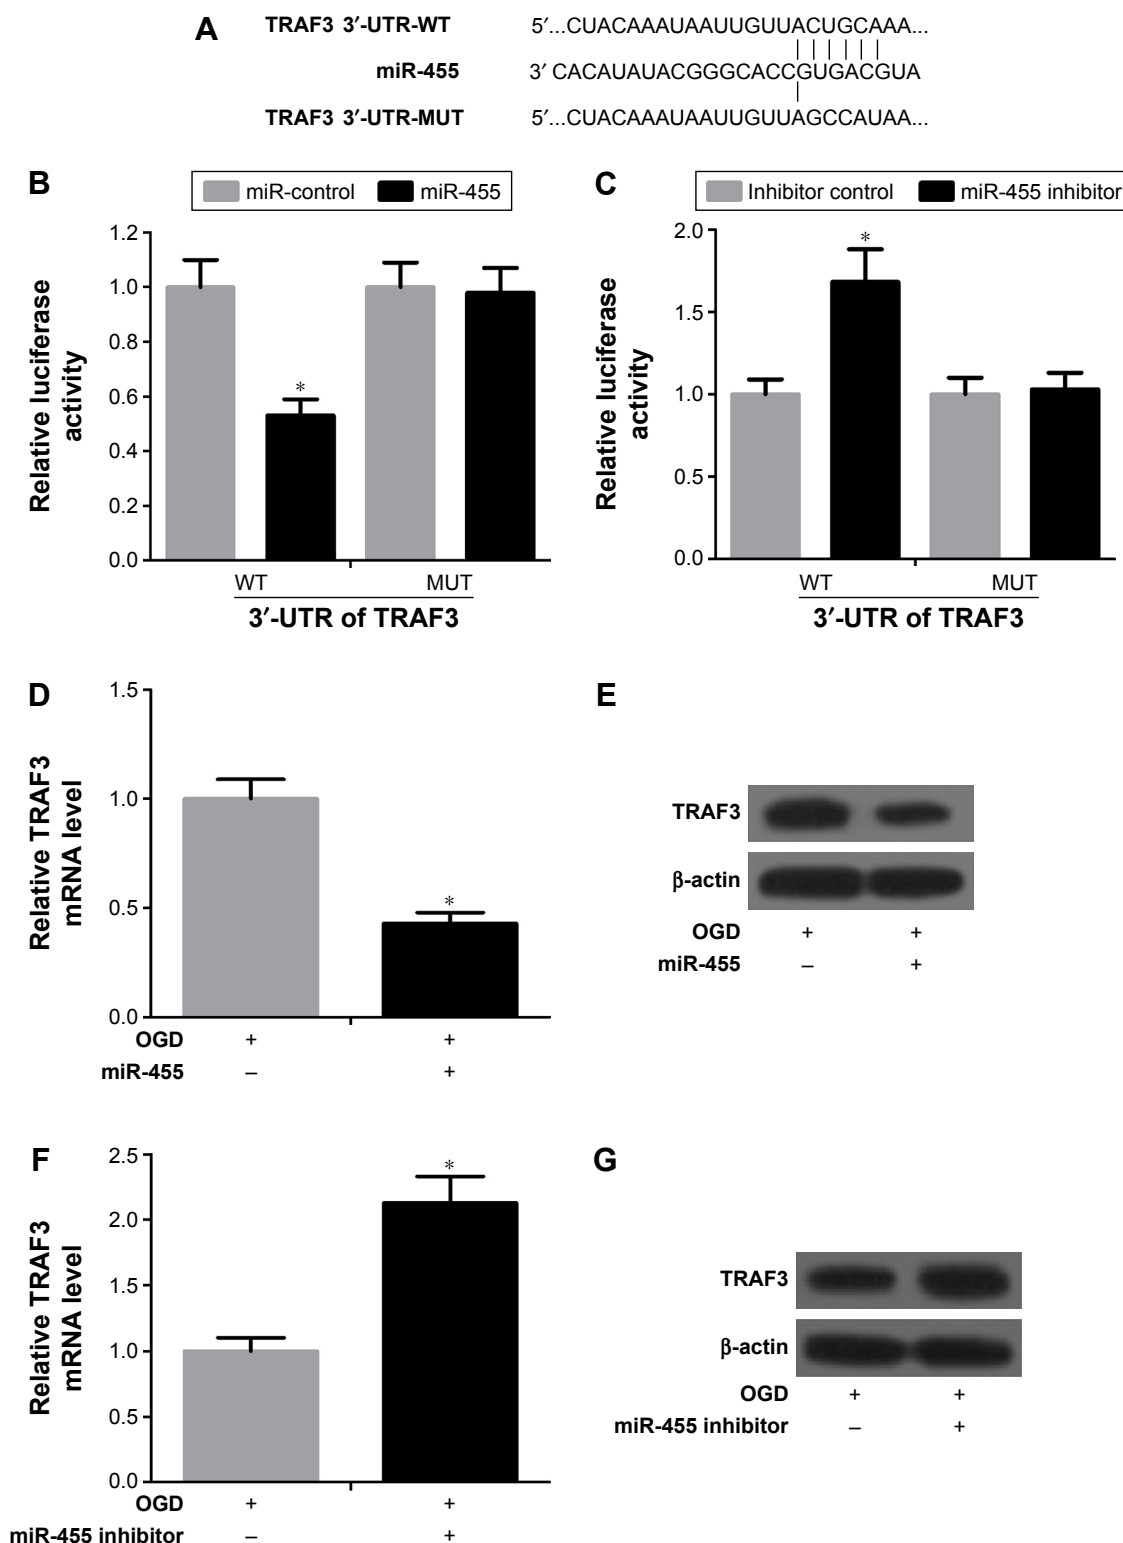 A
TRAF3 3′-UTR-WT 5′...CUACAAAUAAUUGUUACUGCAAA...
miR-455 3′ CACAUAUACGGGCACCGUGACGUA
TRAF3 3′-UTR-MUT 5′...CUACAAAUAAUUGUUAGCCAUAA...
B
miR-control miR-455
Relative luciferase
activity
1.2
1.0
0.8
0.6
0.4
0.2
0.0
*
WT MUT
3′-UTR of TRAF3
C
Inhibitor control miR-455 inhibitor
Relative luciferase
activity
2.0
1.5
1.0
0.5
0.0
*
WT MUT
3′-UTR of TRAF3
D
Relative TRAF3
mRNA level
1.5
1.0
0.5
0.0
*
OGD + +
miR-455 – +
E
TRAF3
β-actin
OGD + +
miR-455 – +
F
Relative TRAF3
mRNA level
2.5
2.0
1.5
1.0
0.5
0.0
*
OGD + +
miR-455 inhibitor – +
G
TRAF3
β-actin
OGD + +
miR-455 inhibitor – +